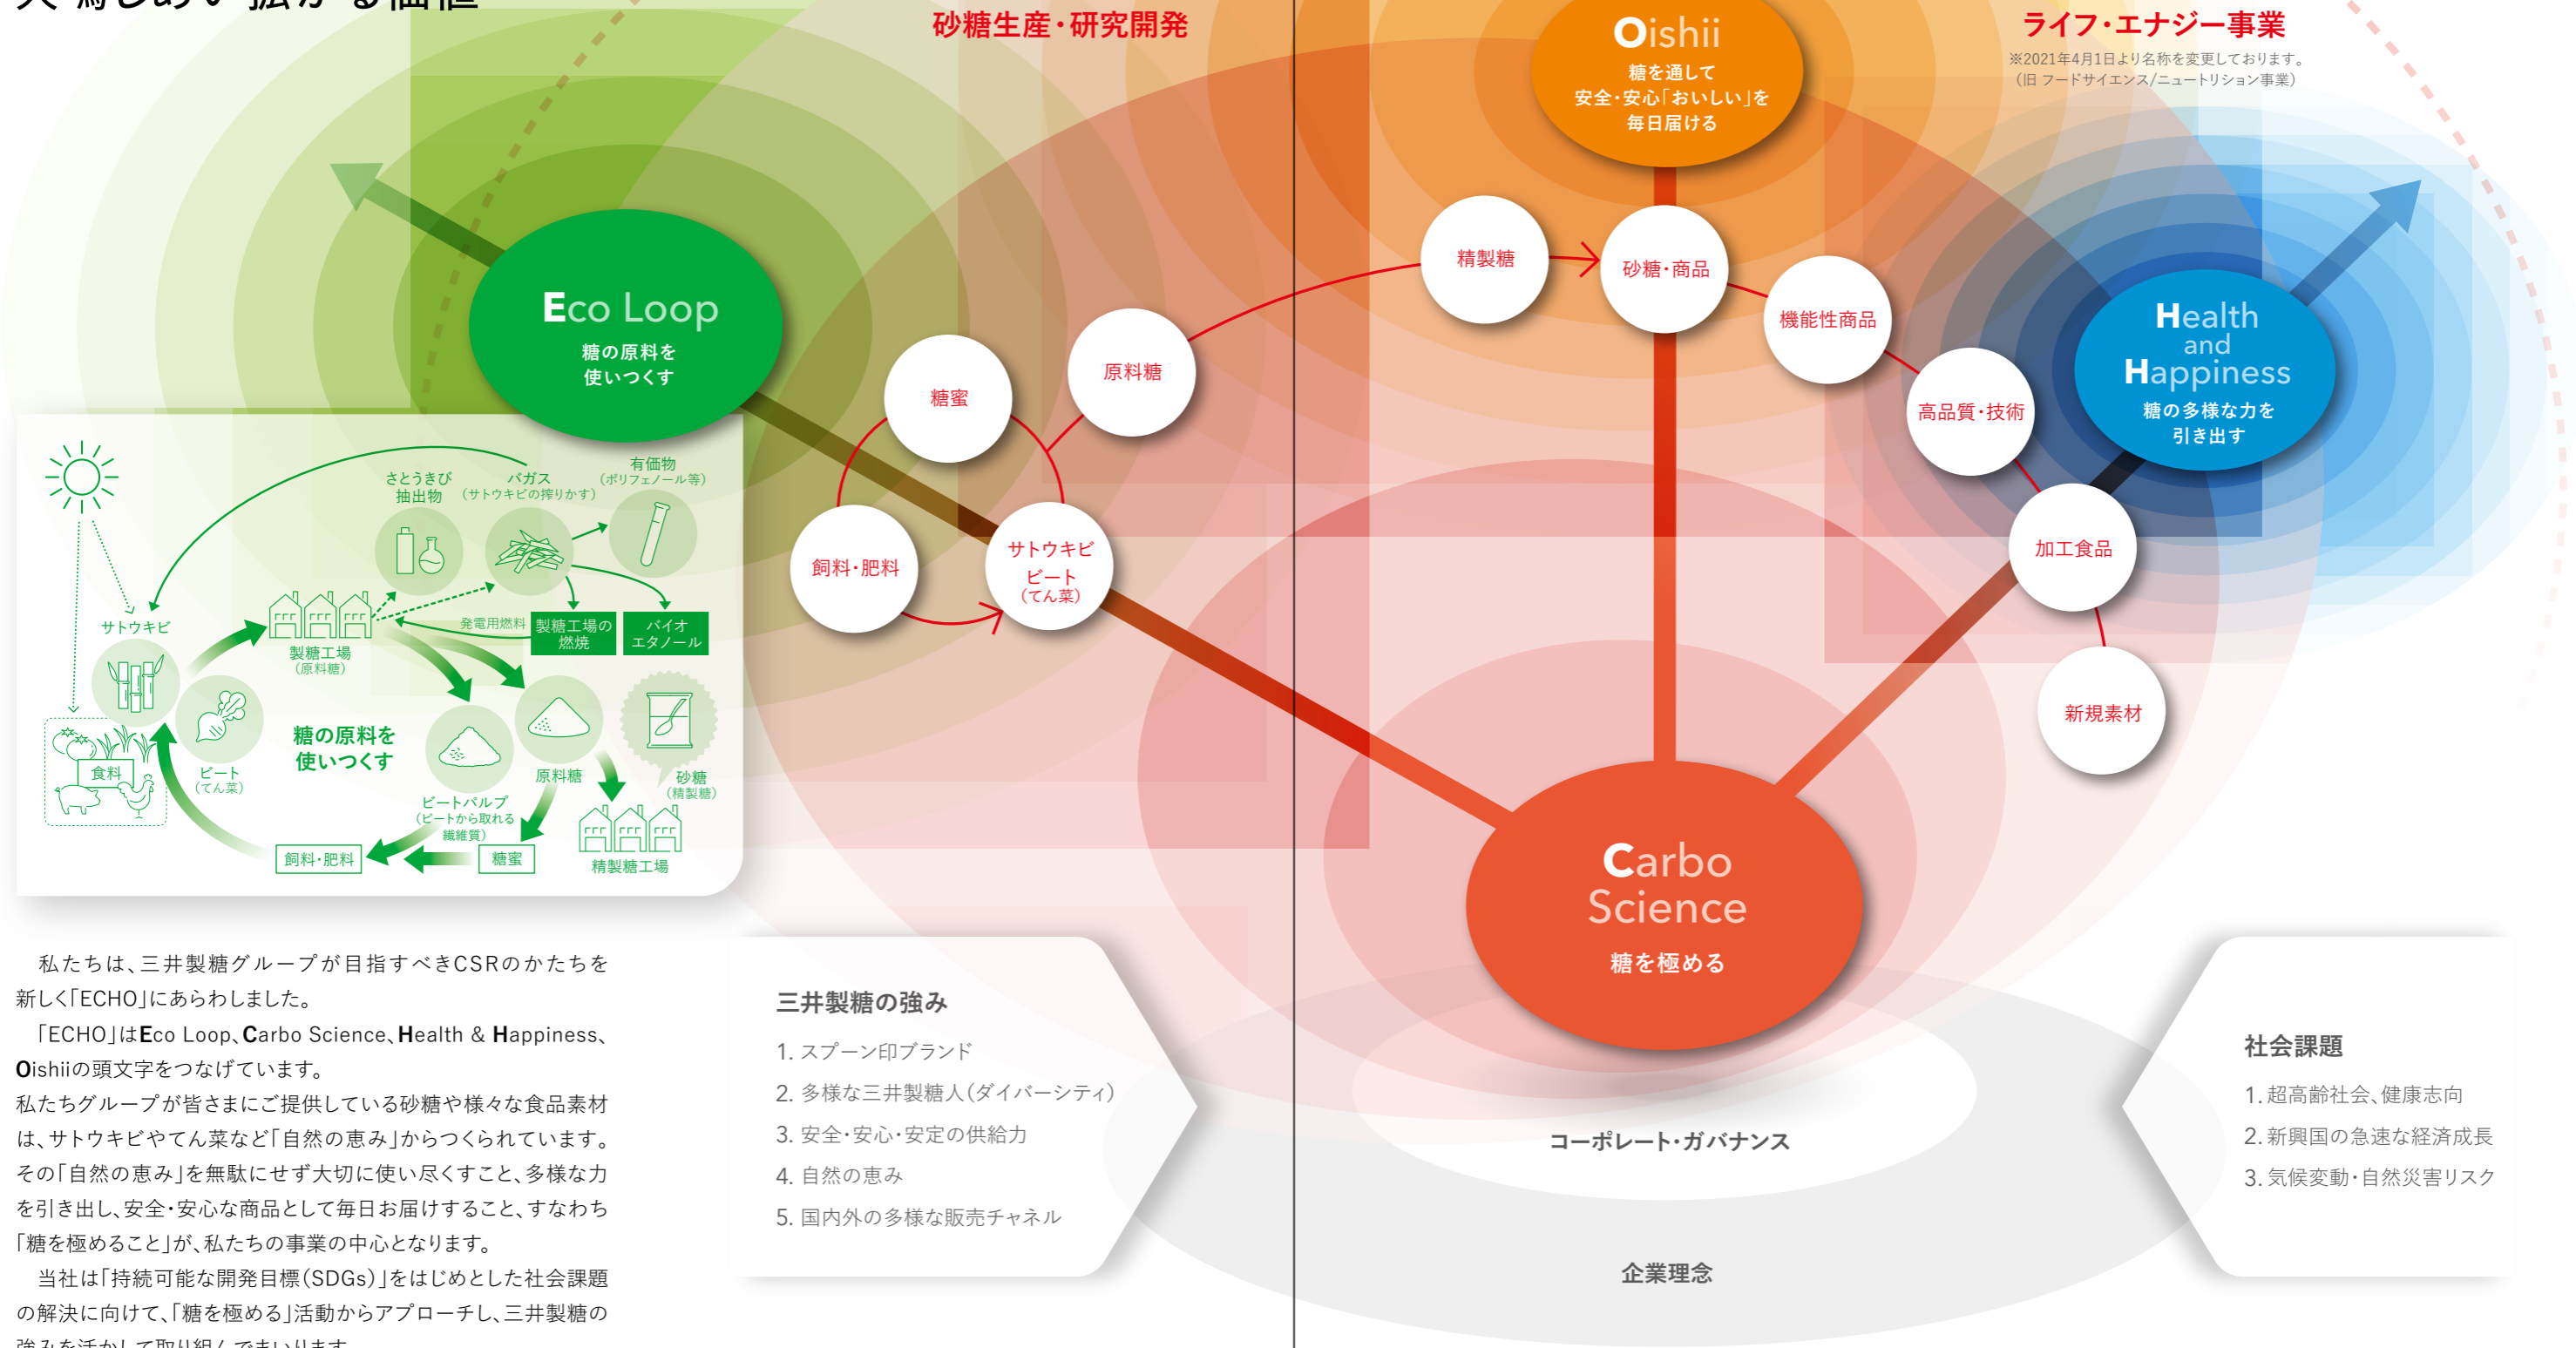 共鳴しあい拡がる価値
砂糖生産・研究開発
ライフ・エナジー事業
※2021年4月1日より名称を変更しております。
（旧 フードサイエンス/ニュートリション事業）
Oishii
糖を通して
安全・安心「おいしい」を
毎日届ける
Eco Loop
糖の原料を
使いつくす
Health
and
Happiness
糖の多様な力を
引き出す
精製糖
砂糖・商品
機能性商品
高品質・技術
加工食品
新規素材
原料糖
糖蜜
飼料・肥料
サトウキビ
ビート
（てん菜）
さとうきび
抽出物
バガス
（サトウキビの搾りかす）
有価物
（ポリフェノール等）
サトウキビ
製糖工場
（原料糖）
発電用燃料
製糖工場の
燃焼
バイオ
エタノール
糖の原料を
使いつくす
食料
ビート
（てん菜）
ビートパルプ
（ビートから取れる
繊維質）
原料糖
砂糖
（精製糖）
飼料・肥料
糖蜜
精製糖工場
Carbo
Science
糖を極める
私たちは、三井製糖グループが目指すべきCSRのかたちを
新しく「ECHO」にあらわしました。
「ECHO」はEco Loop、Carbo Science、Health & Happiness、
Oishiiの頭文字をつなげています。
私たちグループが皆さまにご提供している砂糖や様々な食品素材
は、サトウキビやてん菜など「自然の恵み」からつくられています。
その「自然の恵み」を無駄にせず大切に使い尽くすこと、多様な力
を引き出し、安全・安心な商品として毎日お届けすること、すなわち
「糖を極めること」が、私たちの事業の中心となります。
当社は「持続可能な開発目標（SDGs）」をはじめとした社会課題
の解決に向けて、「糖を極める」活動からアプローチし、三井製糖の
強みを活かして取り組んでまいります。
三井製糖の強み
1. スプーン印ブランド
2. 多様な三井製糖人（ダイバーシティ）
3. 安全・安心・安定の供給力
4. 自然の恵み
5. 国内外の多様な販売チャネル
コーポレート・ガバナンス
企業理念
社会課題
1. 超高齢社会、健康志向
2. 新興国の急速な経済成長
3. 気候変動・自然災害リスク